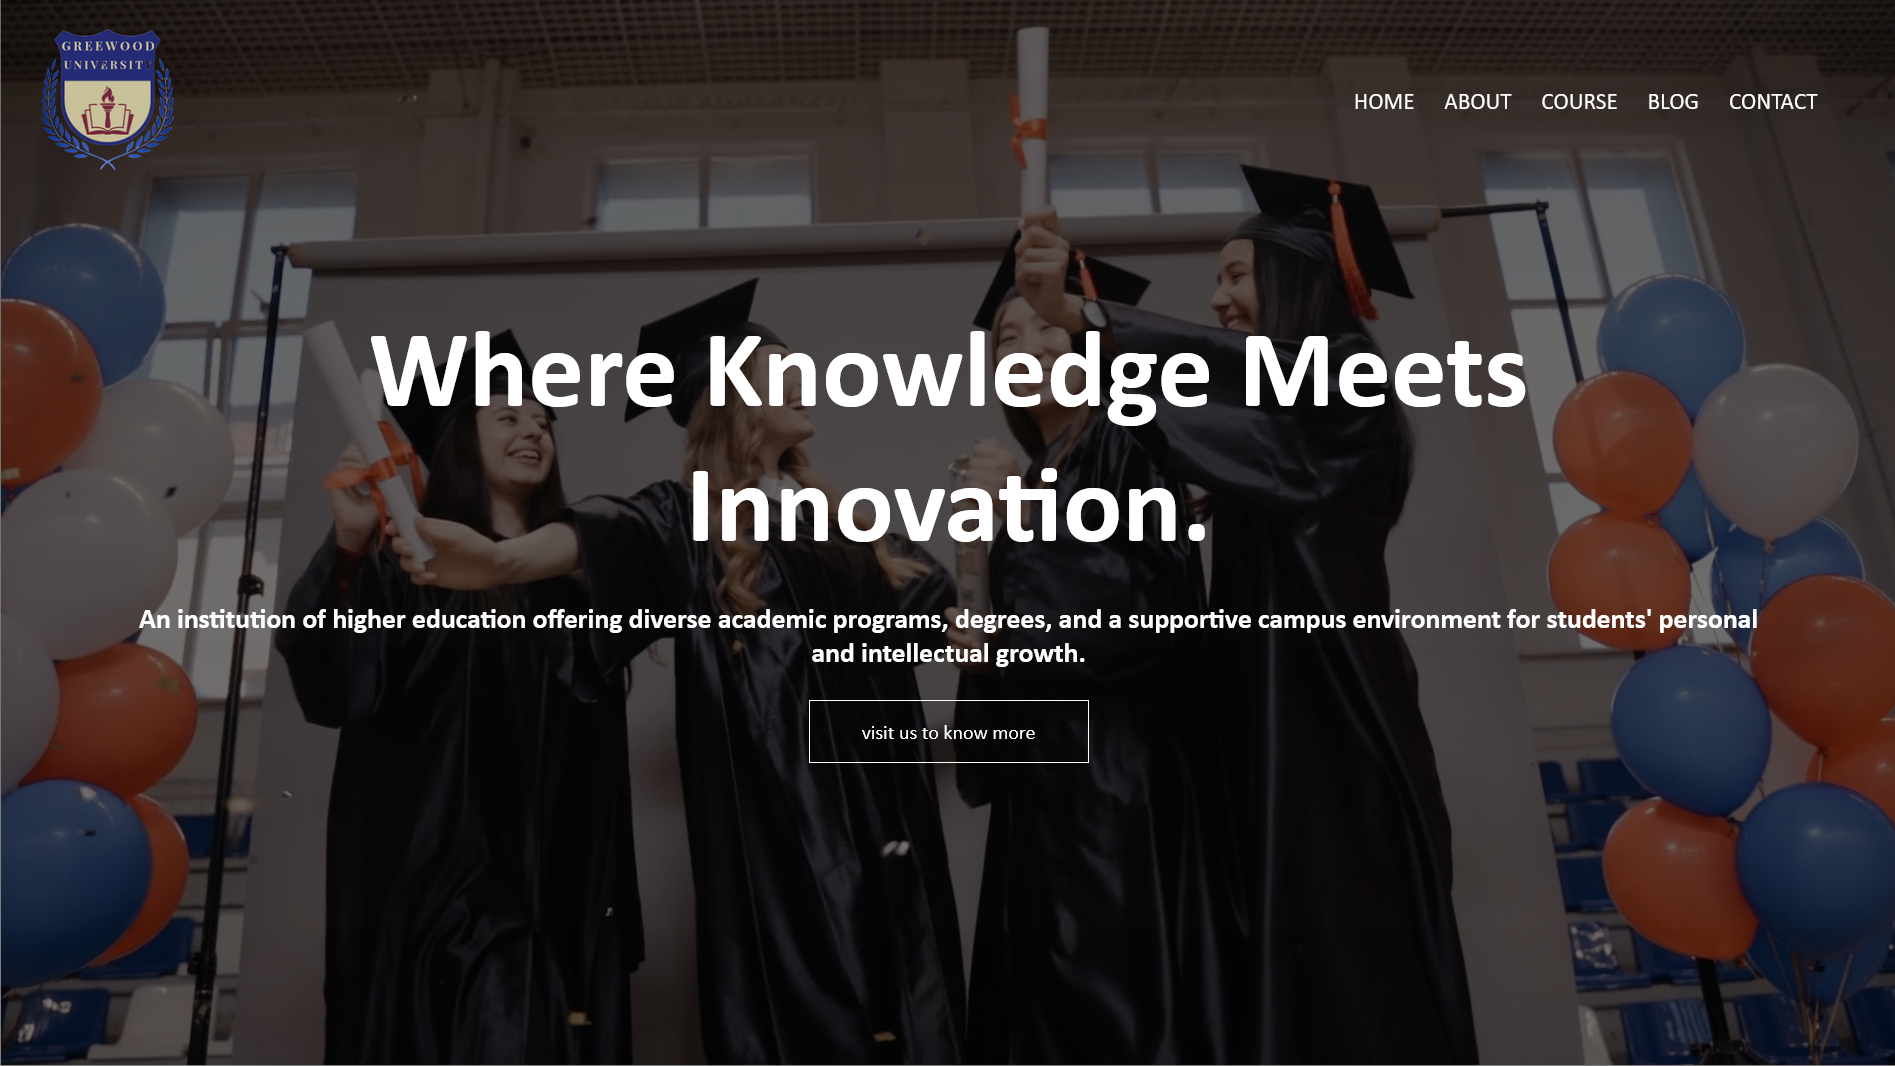 GREEWOOD
UNIVERSITY
HOME ABOUT COURSE BLOG CONTACT
Where Knowledge Meets
Innovation.
An institution of higher education offering diverse academic programs, degrees, and a supportive campus environment for students' personal
and intellectual growth.
visit us to know more